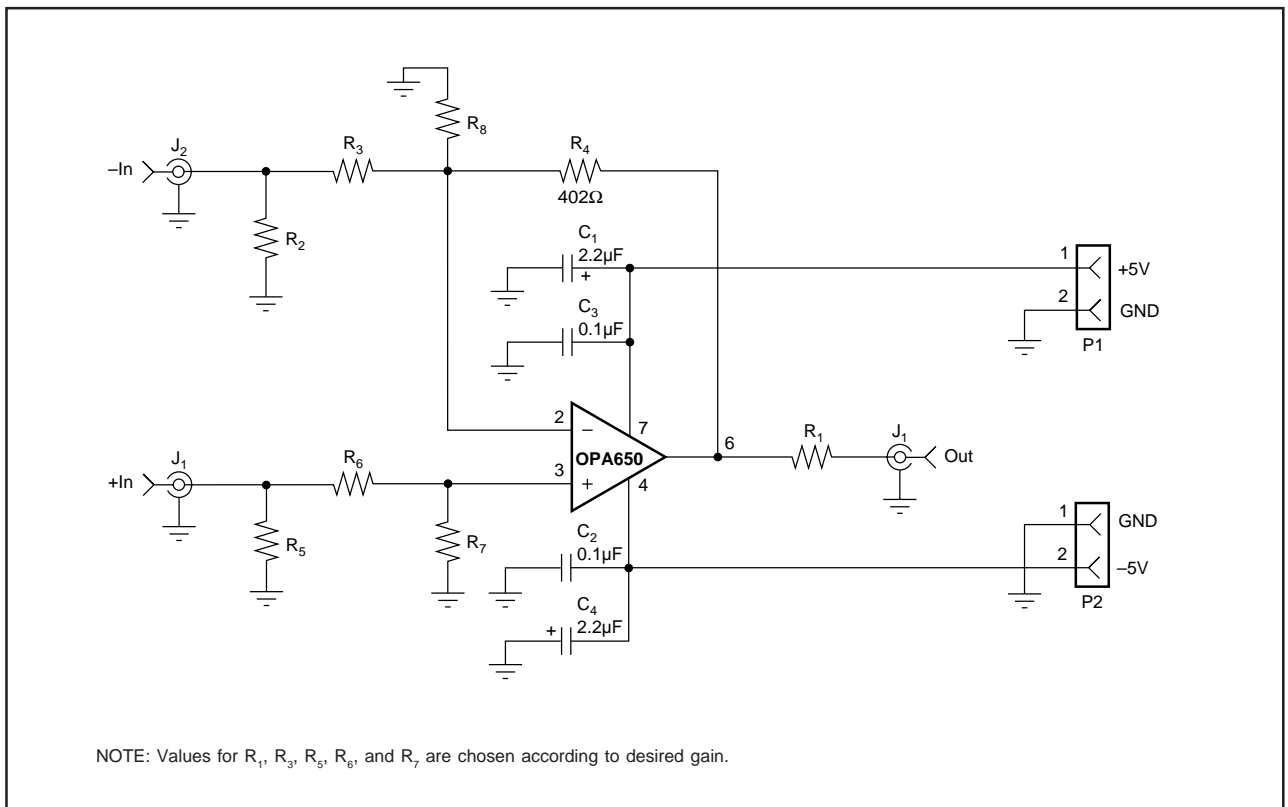 R₈
J₂
R₃
R₄
–In
402Ω
R₂
C₁
2.2µF
+
1
+5V
C₃
2
GND
0.1µF
P1
2
–
7
OPA650
6
R₁
J₁
Out
J₁
R₆
3
+
4
+In
R₅
R₇
C₂
0.1µF
1
GND
2
–5V
P2
C₄
+
2.2µF
NOTE: Values for R₁, R₃, R₅, R₆, and R₇ are chosen according to desired gain.